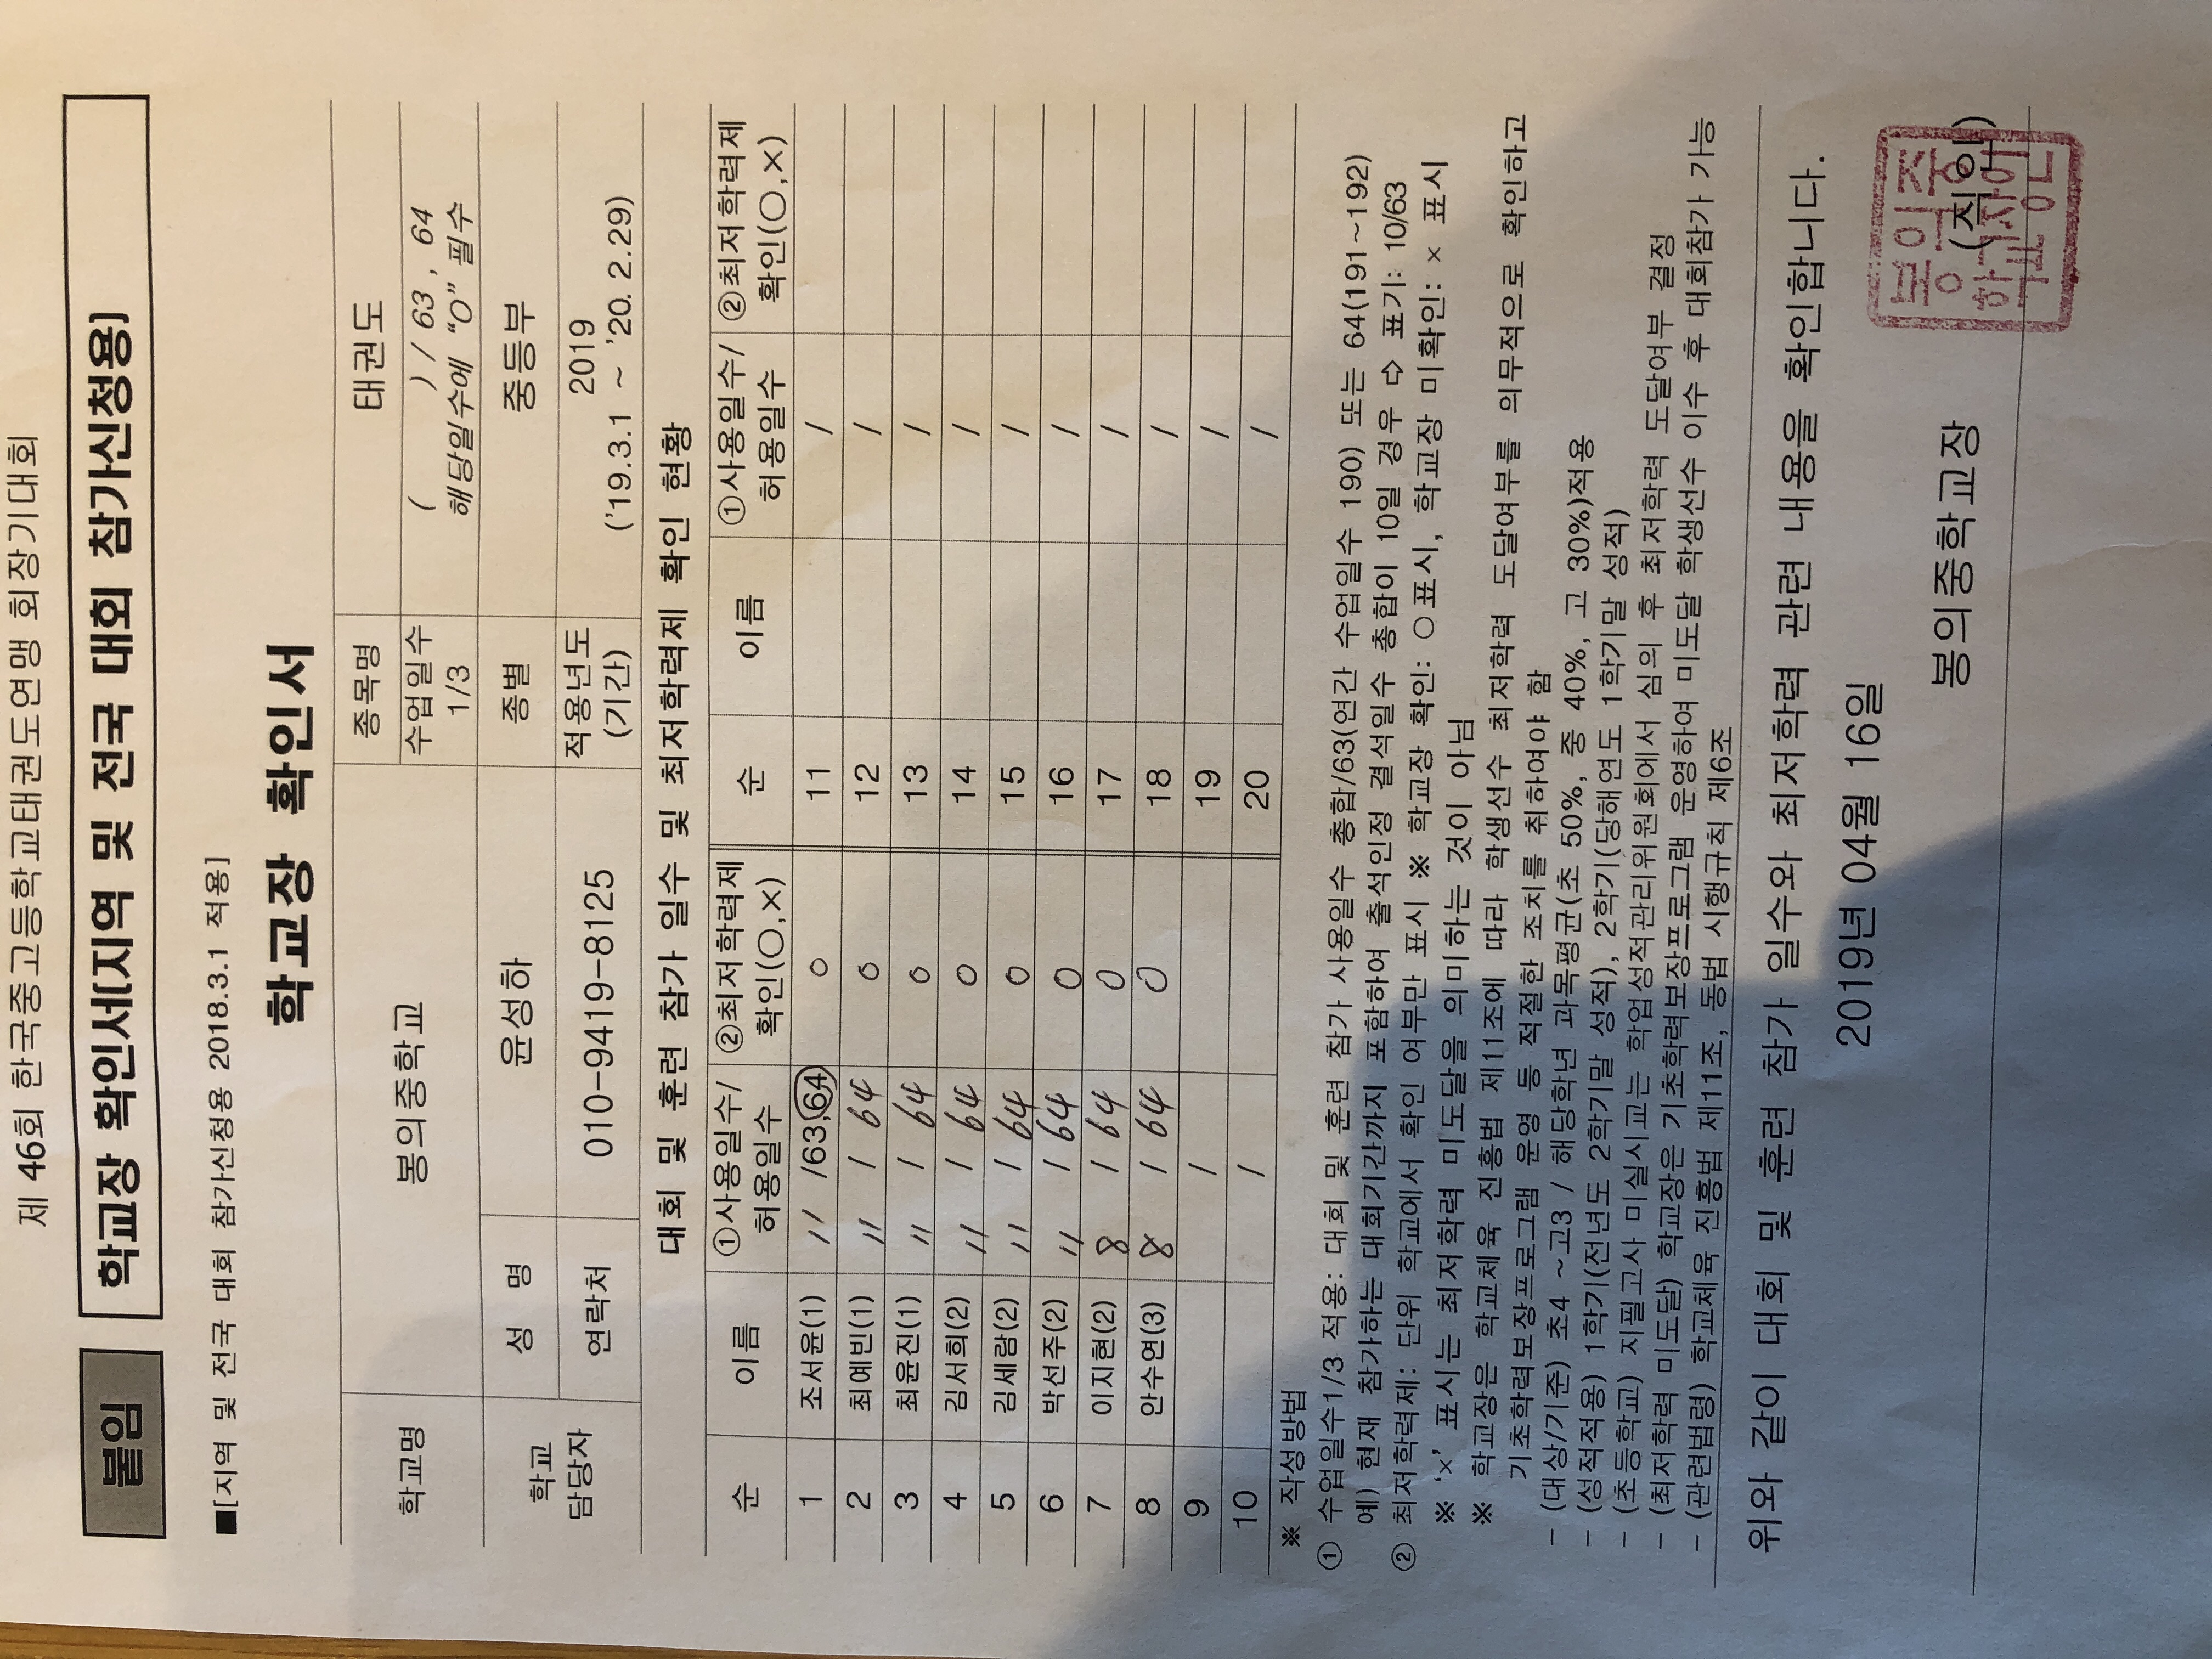 제 46회 한국중고등학교태권도연맹 회장기대회
붙임 학교장 확인서(지역 및 전국 대회 참가신청용)
■[지역 및 전국 대회 참가신청용 2018.3.1 적용]
학교장 확인서
학교명 봉의중학교 종목명 태권도
수업일수 1/3 ( ) / 63 , 64
해당일수에 “O” 필수
학교 담당자 성 명 윤성하 종별 중등부
연락처 010-9419-8125 적용년도 (기간) 2019
('19.3.1 ~ '20. 2.29)
대회 및 훈련 참가 일수 및 최저학력제 확인 현황
순 이름 ①사용일수/허용일수 ②최저학력제 확인(○,×) 순 이름 ①사용일수/허용일수 ②최저학력제 확인(○,×)
1 조서윤(1) 11 /63,64 ○ 11 /
2 최예빈(1) 11 / 64 ○ 12 /
3 최윤진(1) 11 / 64 ○ 13 /
4 김서희(2) 11 / 64 ○ 14 /
5 김세람(2) 11 / 64 ○ 15 /
6 박선주(2) 11 / 64 ○ 16 /
7 이지현(2) 8 / 64 ○ 17 /
8 안수연(3) 8 / 64 ○ 18 /
9 / 19 /
10 / 20 /
※ 작성방법
① 수업일수1/3 적용: 대회 및 훈련 참가 사용일수 총합/63(연간 수업일수 190) 또는 64(191~192)
예) 현재 참가하는 대회기간까지 포함하여 출석인정 결석일수 총합이 10일 경우 ⇨ 표기: 10/63
② 최저학력제: 단위 학교에서 확인 여부만 표시 ※ 학교장 확인: ○표시, 학교장 미확인: × 표시
※ ‘×’ 표시는 최저학력 미도달을 의미하는 것이 아님
※ 학교장은 학교체육 진흥법 제11조에 따라 학생선수 최저학력 도달여부를 의무적으로 확인하고
기초학력보장프로그램 운영 등 적절한 조치를 취하여야 함
- (대상/기준) 초4 ~고3 / 해당학년 과목평균(초 50%, 중 40%, 고 30%)적용
- (성적적용) 1학기(전년도 2학기말 성적), 2학기(당해연도 1학기말 성적)
- (초등학교) 지필고사 미실시교는 학업성적관리위원회에서 심의 후 최저학력 도달여부 결정
- (최저학력 미도달) 학교장은 기초학력보장프로그램 운영하여 미도달 학생선수 이수 후 대회참가 가능
- (관련법령) 학교체육 진흥법 제11조, 동법 시행규칙 제6조
위와 같이 대회 및 훈련 참가 일수와 최저학력 관련 내용을 확인합니다.
2019년 04월 16일
봉의중학교장 (직인)
봉의중학교장인